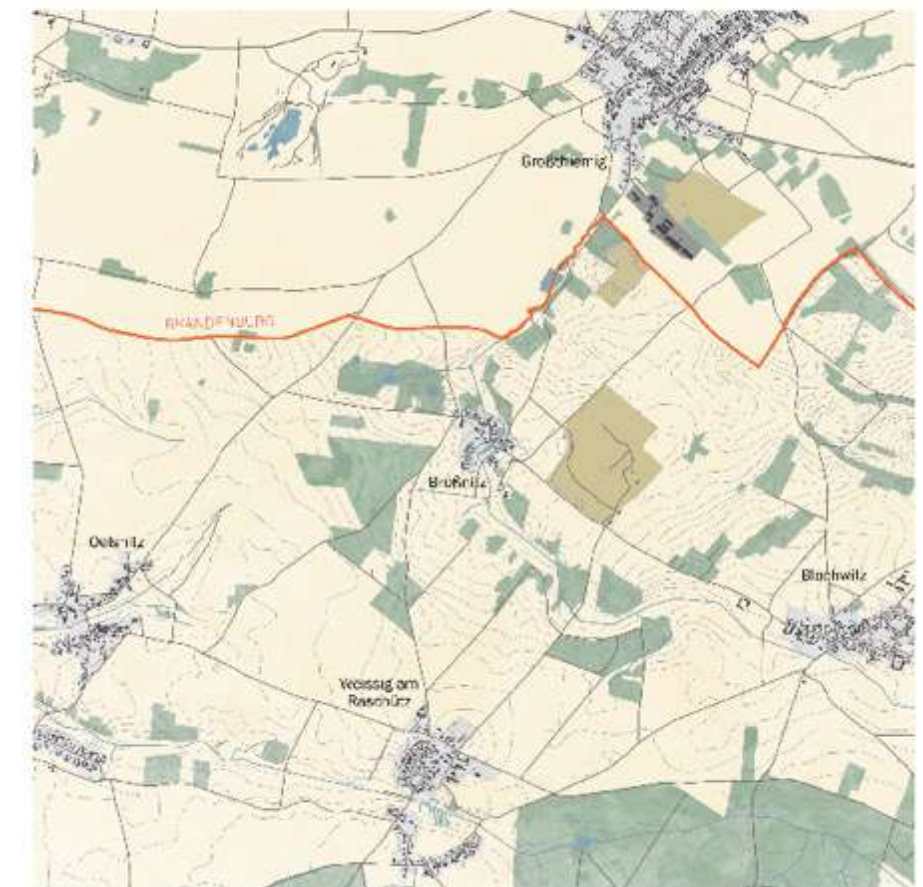 Großthiemig
BRANDENBURG
Brößnitz
Oelsnitz
Blochwitz
Weissig am
Raschütz